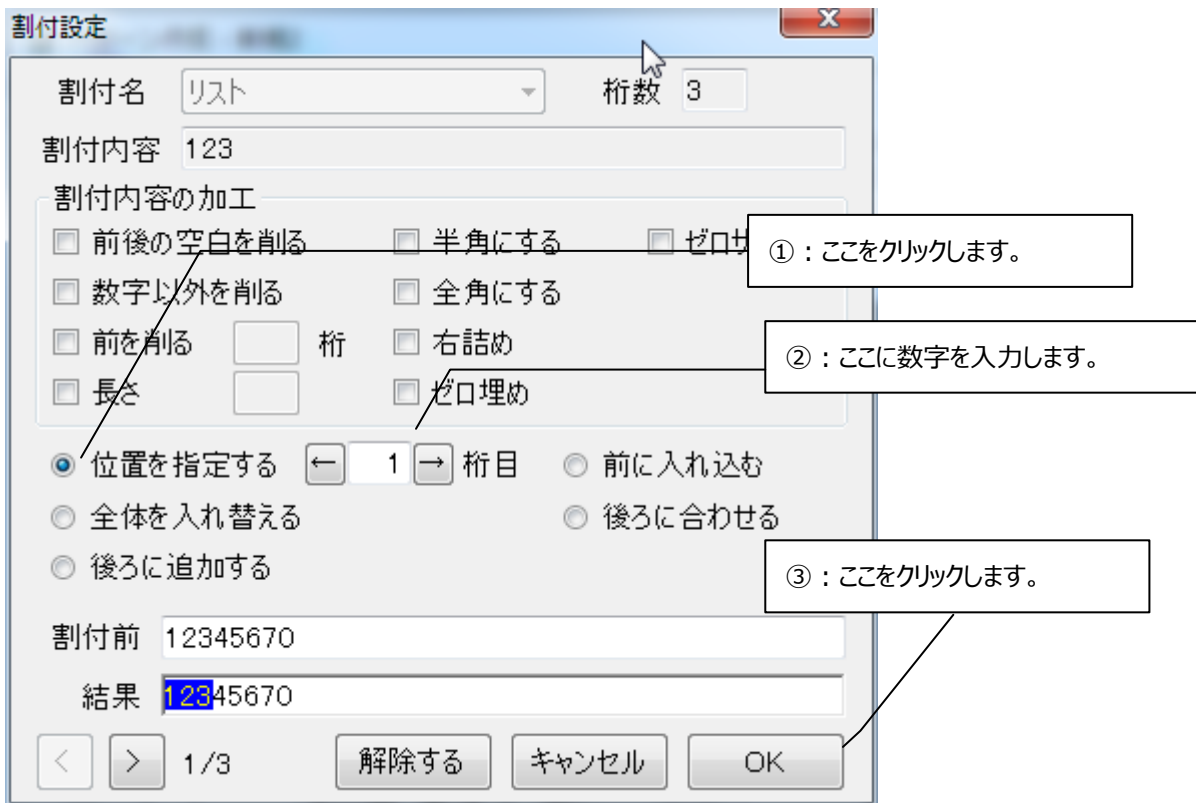 割付設定
割付名 リスト 桁数 3
割付内容 123
割付内容の加工
前後の空白を削る 半角にする
①：ここをクリックします。
数字以外を削る 全角にする
前を削る 桁 右詰め
②：ここに数字を入力します。
長さ ゼロ埋め
位置を指定する ← 1 → 桁目 前に入れ込む
全体を入れ替える 後ろに合わせる
後ろに追加する
③：ここをクリックします。
割付前 12345670
結果 12345670
< > 1/3 解除する キャンセル OK